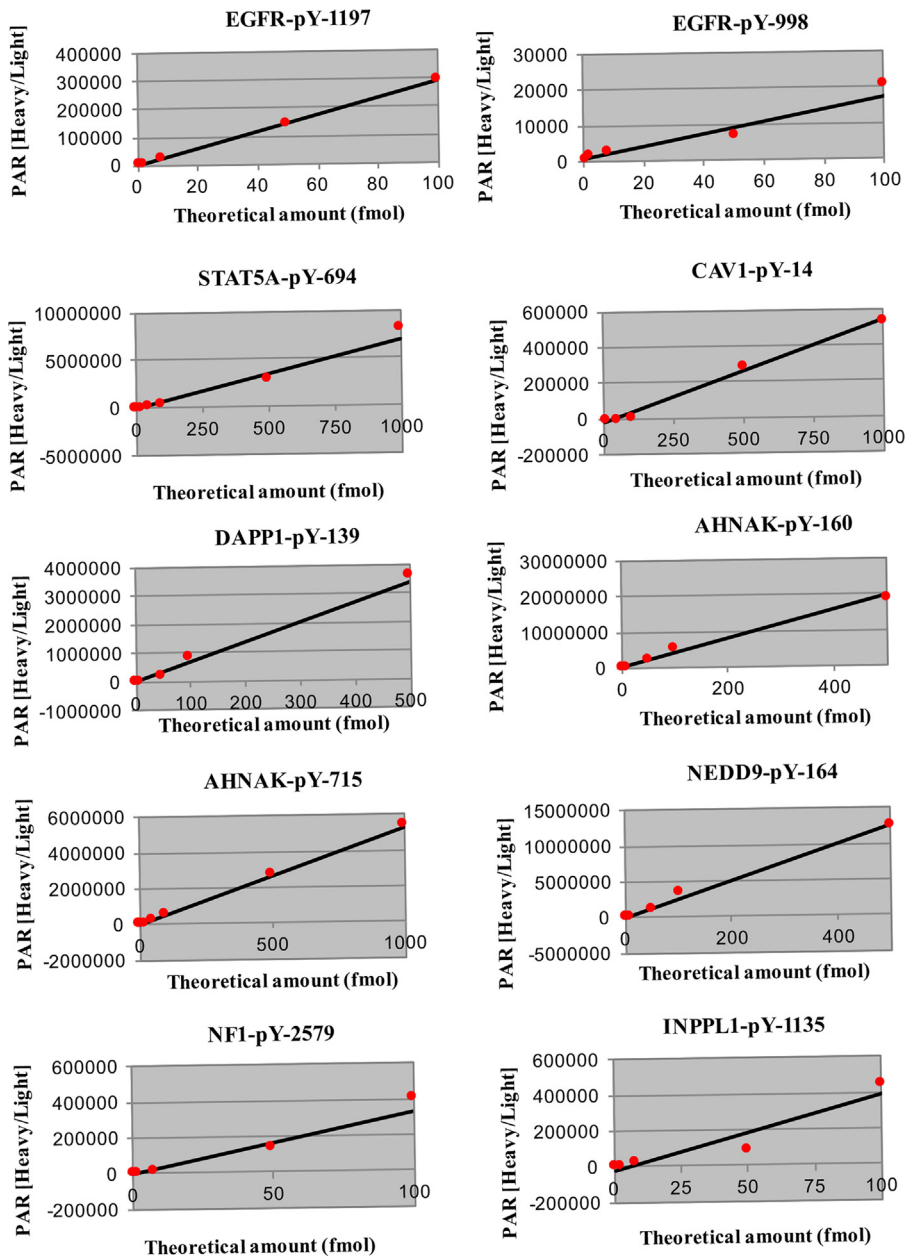 EGFR-pY-1197
PAR [Heavy/Light]
400000
300000
200000
100000
0
0 20 40 60 80 100
Theoretical amount (fmol)
EGFR-pY-998
PAR [Heavy/Light]
30000
20000
10000
0
0 20 40 60 80 100
Theoretical amount (fmol)
STAT5A-pY-694
PAR [Heavy/Light]
10000000
5000000
0
-5000000
0 250 500 750 1000
Theoretical amount (fmol)
CAV1-pY-14
PAR [Heavy/Light]
600000
400000
200000
0
-200000
0 250 500 750 1000
Theoretical amount (fmol)
DAPP1-pY-139
PAR [Heavy/Light]
4000000
3000000
2000000
1000000
0
-1000000
0 100 200 300 400 500
Theoretical amount (fmol)
AHNAK-pY-160
PAR [Heavy/Light]
30000000
20000000
10000000
0
0 200 400
Theoretical amount (fmol)
AHNAK-pY-715
PAR [Heavy/Light]
6000000
4000000
2000000
0
-2000000
0 500 1000
Theoretical amount (fmol)
NEDD9-pY-164
PAR [Heavy/Light]
15000000
10000000
5000000
0
-5000000
0 200 400
Theoretical amount (fmol)
NF1-pY-2579
PAR [Heavy/Light]
600000
400000
200000
0
-200000
0 50 100
Theoretical amount (fmol)
INPPL1-pY-1135
PAR [Heavy/Light]
600000
400000
200000
0
-200000
0 25 50 75 100
Theoretical amount (fmol)